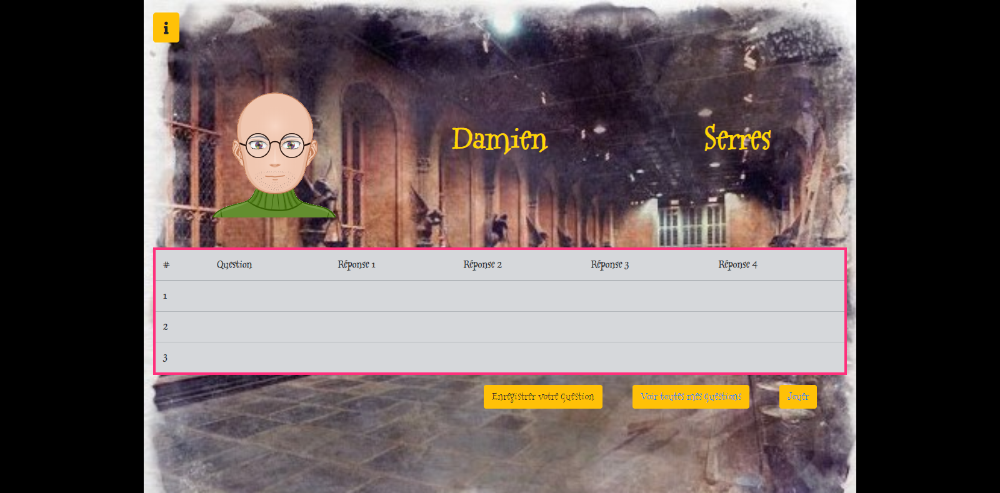 i
Damien Serres
# Question Réponse 1 Réponse 2 Réponse 3 Réponse 4
1
2
3
Enregistrer votre question Voir toutes mes questions Jouer